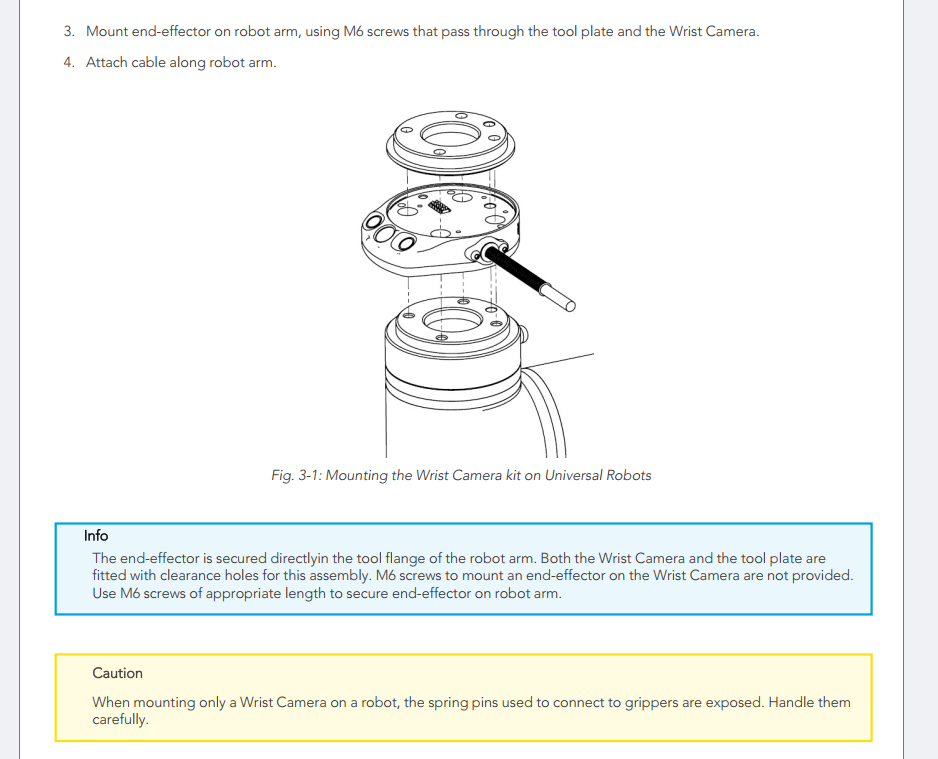 3. Mount end-effector on robot arm, using M6 screws that pass through the tool plate and the Wrist Camera.
4. Attach cable along robot arm.
Fig. 3-1: Mounting the Wrist Camera kit on Universal Robots
Info
The end-effector is secured directlyin the tool flange of the robot arm. Both the Wrist Camera and the tool plate are
fitted with clearance holes for this assembly. M6 screws to mount an end-effector on the Wrist Camera are not provided.
Use M6 screws of appropriate length to secure end-effector on robot arm.
Caution
When mounting only a Wrist Camera on a robot, the spring pins used to connect to grippers are exposed. Handle them
carefully.